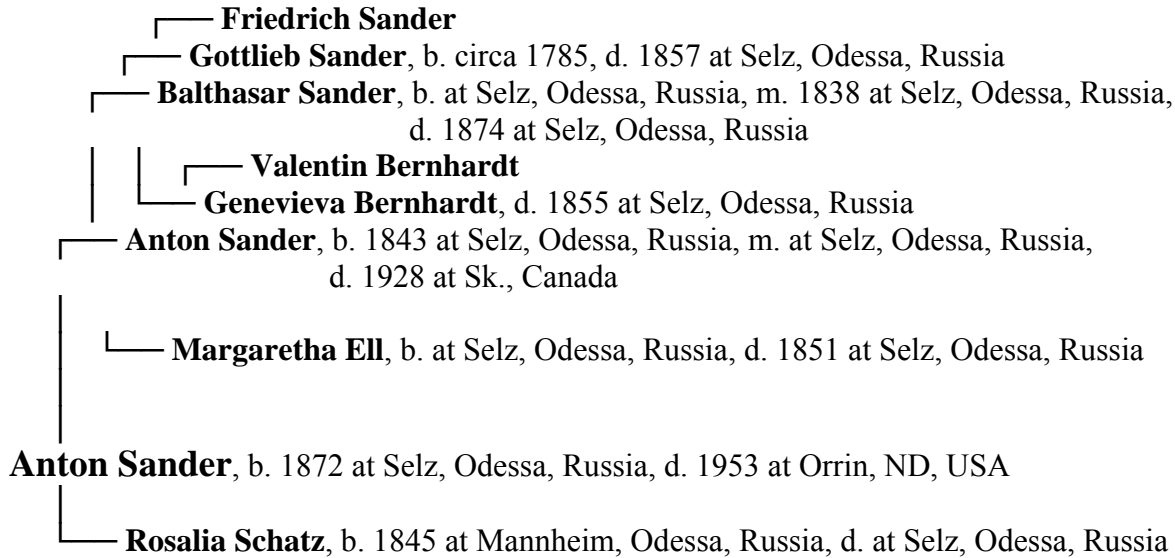 Friedrich Sander
Gottlieb Sander, b. circa 1785, d. 1857 at Selz, Odessa, Russia
Balthasar Sander, b. at Selz, Odessa, Russia, m. 1838 at Selz, Odessa, Russia,
d. 1874 at Selz, Odessa, Russia
Valentin Bernhardt
Genevieva Bernhardt, d. 1855 at Selz, Odessa, Russia
Anton Sander, b. 1843 at Selz, Odessa, Russia, m. at Selz, Odessa, Russia,
d. 1928 at Sk., Canada
Margaretha Ell, b. at Selz, Odessa, Russia, d. 1851 at Selz, Odessa, Russia
Anton Sander, b. 1872 at Selz, Odessa, Russia, d. 1953 at Orrin, ND, USA
Rosalia Schatz, b. 1845 at Mannheim, Odessa, Russia, d. at Selz, Odessa, Russia